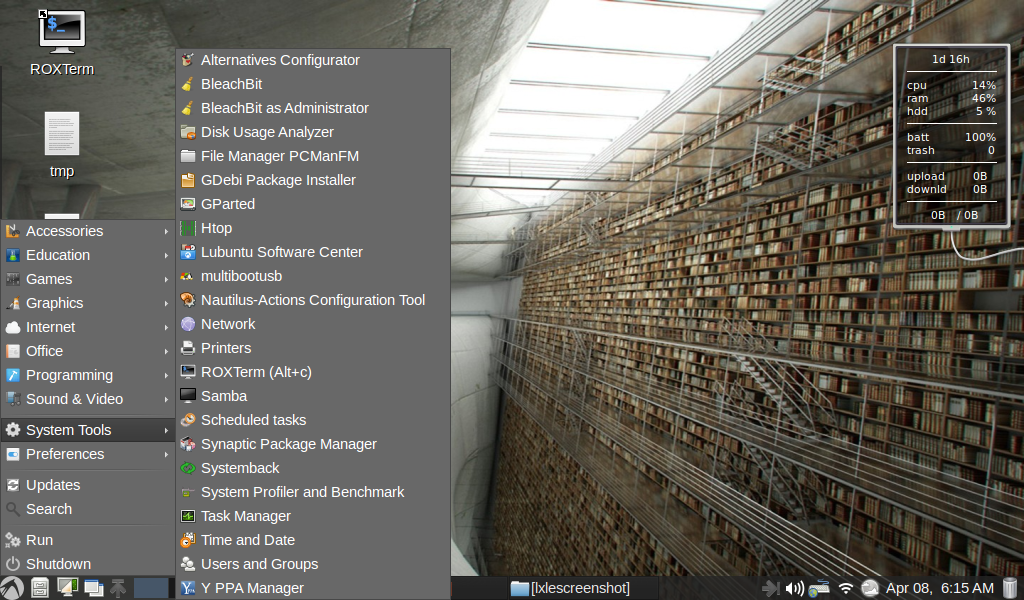 ROXTerm
tmp
Accessories
Education
Games
Graphics
Internet
Office
Programming
Sound & Video
System Tools
Preferences
Updates
Search
Run
Shutdown
Alternatives Configurator
BleachBit
BleachBit as Administrator
Disk Usage Analyzer
File Manager PCManFM
GDebi Package Installer
GParted
Htop
Lubuntu Software Center
multibootusb
Nautilus-Actions Configuration Tool
Network
Printers
ROXTerm (Alt+c)
Samba
Scheduled tasks
Synaptic Package Manager
Systemback
System Profiler and Benchmark
Task Manager
Time and Date
Users and Groups
Y PPA Manager
1d 16h
cpu 14%
ram 46%
hdd 5 %
batt 100%
trash 0
upload 0B
downld 0B
0B / 0B
[lxlescreenshot]
Apr 08, 6:15 AM